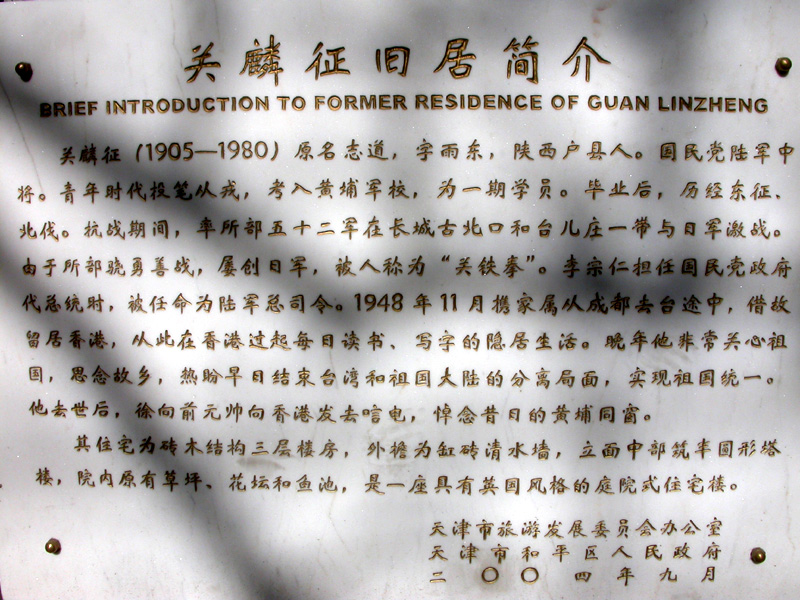 关麟征旧居简介
BRIEF INTRODUCTION TO FORMER RESIDENCE OF GUAN LINZHENG
关麟征（1905—1980）原名志道，字雨东，陕西户县人。国民党陆军中
将。青年时代投笔从戎，考入黄埔军校，为一期学员。毕业后，历经东征、
北伐。抗战期间，率所部五十二军在长城古北口和台儿庄一带与日军激战。
由于所部骁勇善战，屡创日军，被人称为“关铁拳”。李宗仁担任国民党政府
代总统时，被任命为陆军总司令。1948年11月携家属从成都去台途中，借故
留居香港，从此在香港过起每日读书、写字的隐居生活。晚年他非常关心祖
国，思念故乡，热盼早日结束台湾和祖国大陆的分离局面，实现祖国统一。
他去世后，徐向前元帅向香港发去唁电，悼念昔日的黄埔同窗。
其住宅为砖木结构三层楼房，外檐为缸砖清水墙，立面中部筑半圆形塔
楼，院内原有草坪、花坛和鱼池，是一座具有英国风格的庭院式住宅楼。
天津市旅游发展委员会办公室
天津市和平区人民政府
二〇〇四年九月